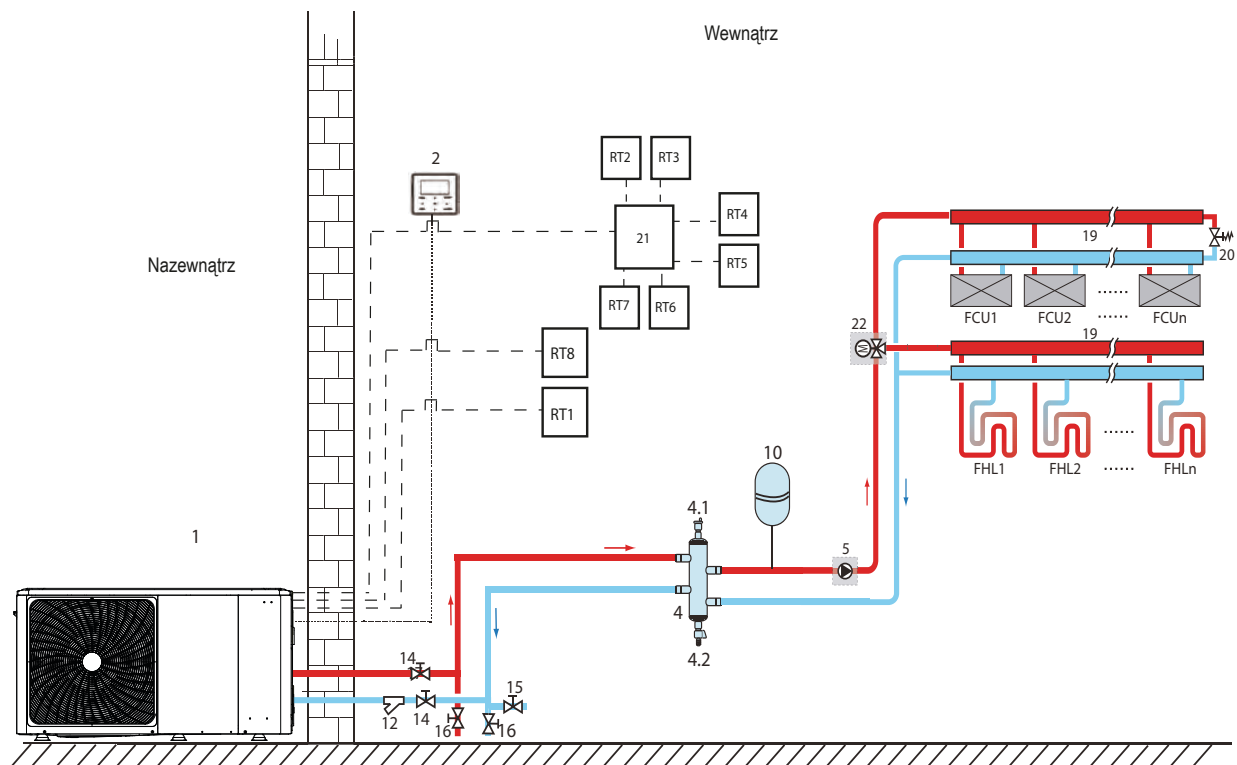 Wewnątrz
Nazewnątrz
2
RT2
RT3
21
RT4
RT5
RT7
RT6
RT8
RT1
19
20
FCU1
FCU2
......
......
FCUn
22
M
19
......
......
FHL1
FHL2
FHLn
10
4.1
5
4
4.2
1
14
12
14
15
16
16